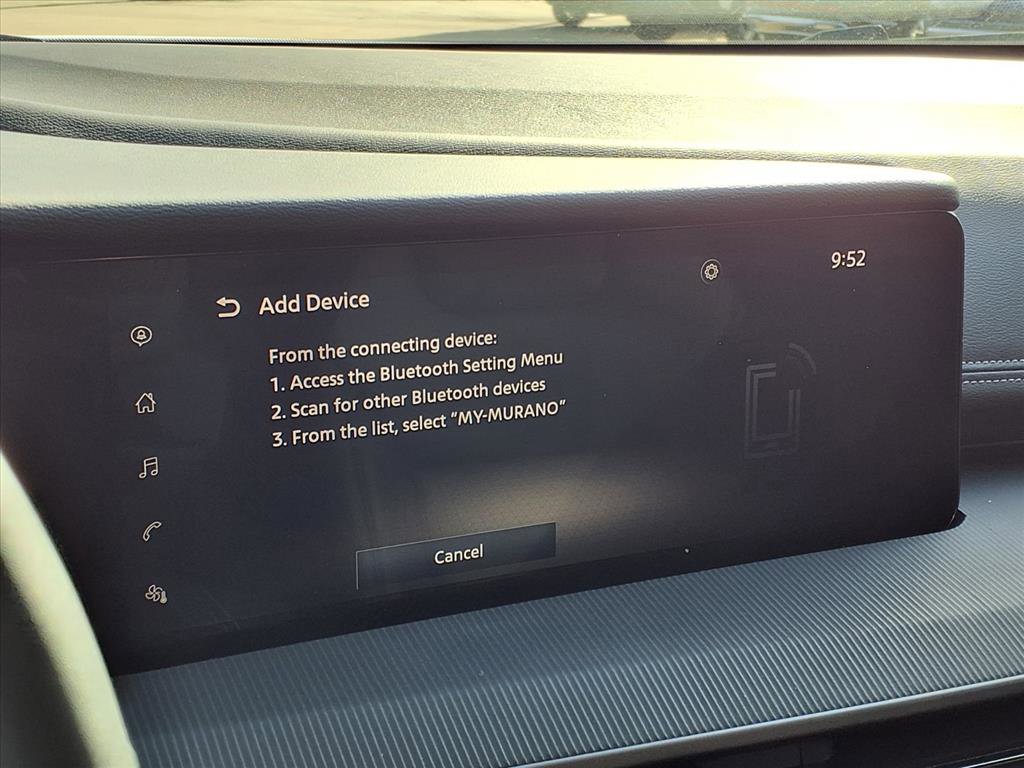 9:52
Add Device
From the connecting device:
1. Access the Bluetooth Setting Menu
2. Scan for other Bluetooth devices
3. From the list, select “MY-MURANO”
Cancel